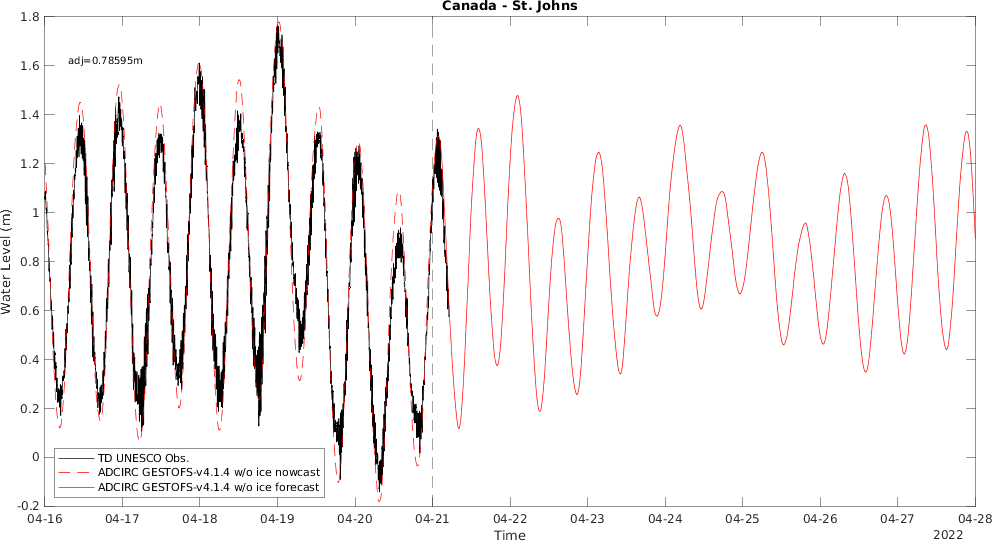 Canada - St. Johns
1.8
1.6
1.4
1.2
1
0.8
0.6
0.4
0.2
0
-0.2
Water Level (m)
adj=0.78595m
TD UNESCO Obs.
ADCIRC GESTOFS-v4.1.4 w/o ice nowcast
ADCIRC GESTOFS-v4.1.4 w/o ice forecast
04-16 04-17 04-18 04-19 04-20 04-21 04-22 04-23 04-24 04-25 04-26 04-27 04-28
Time
2022